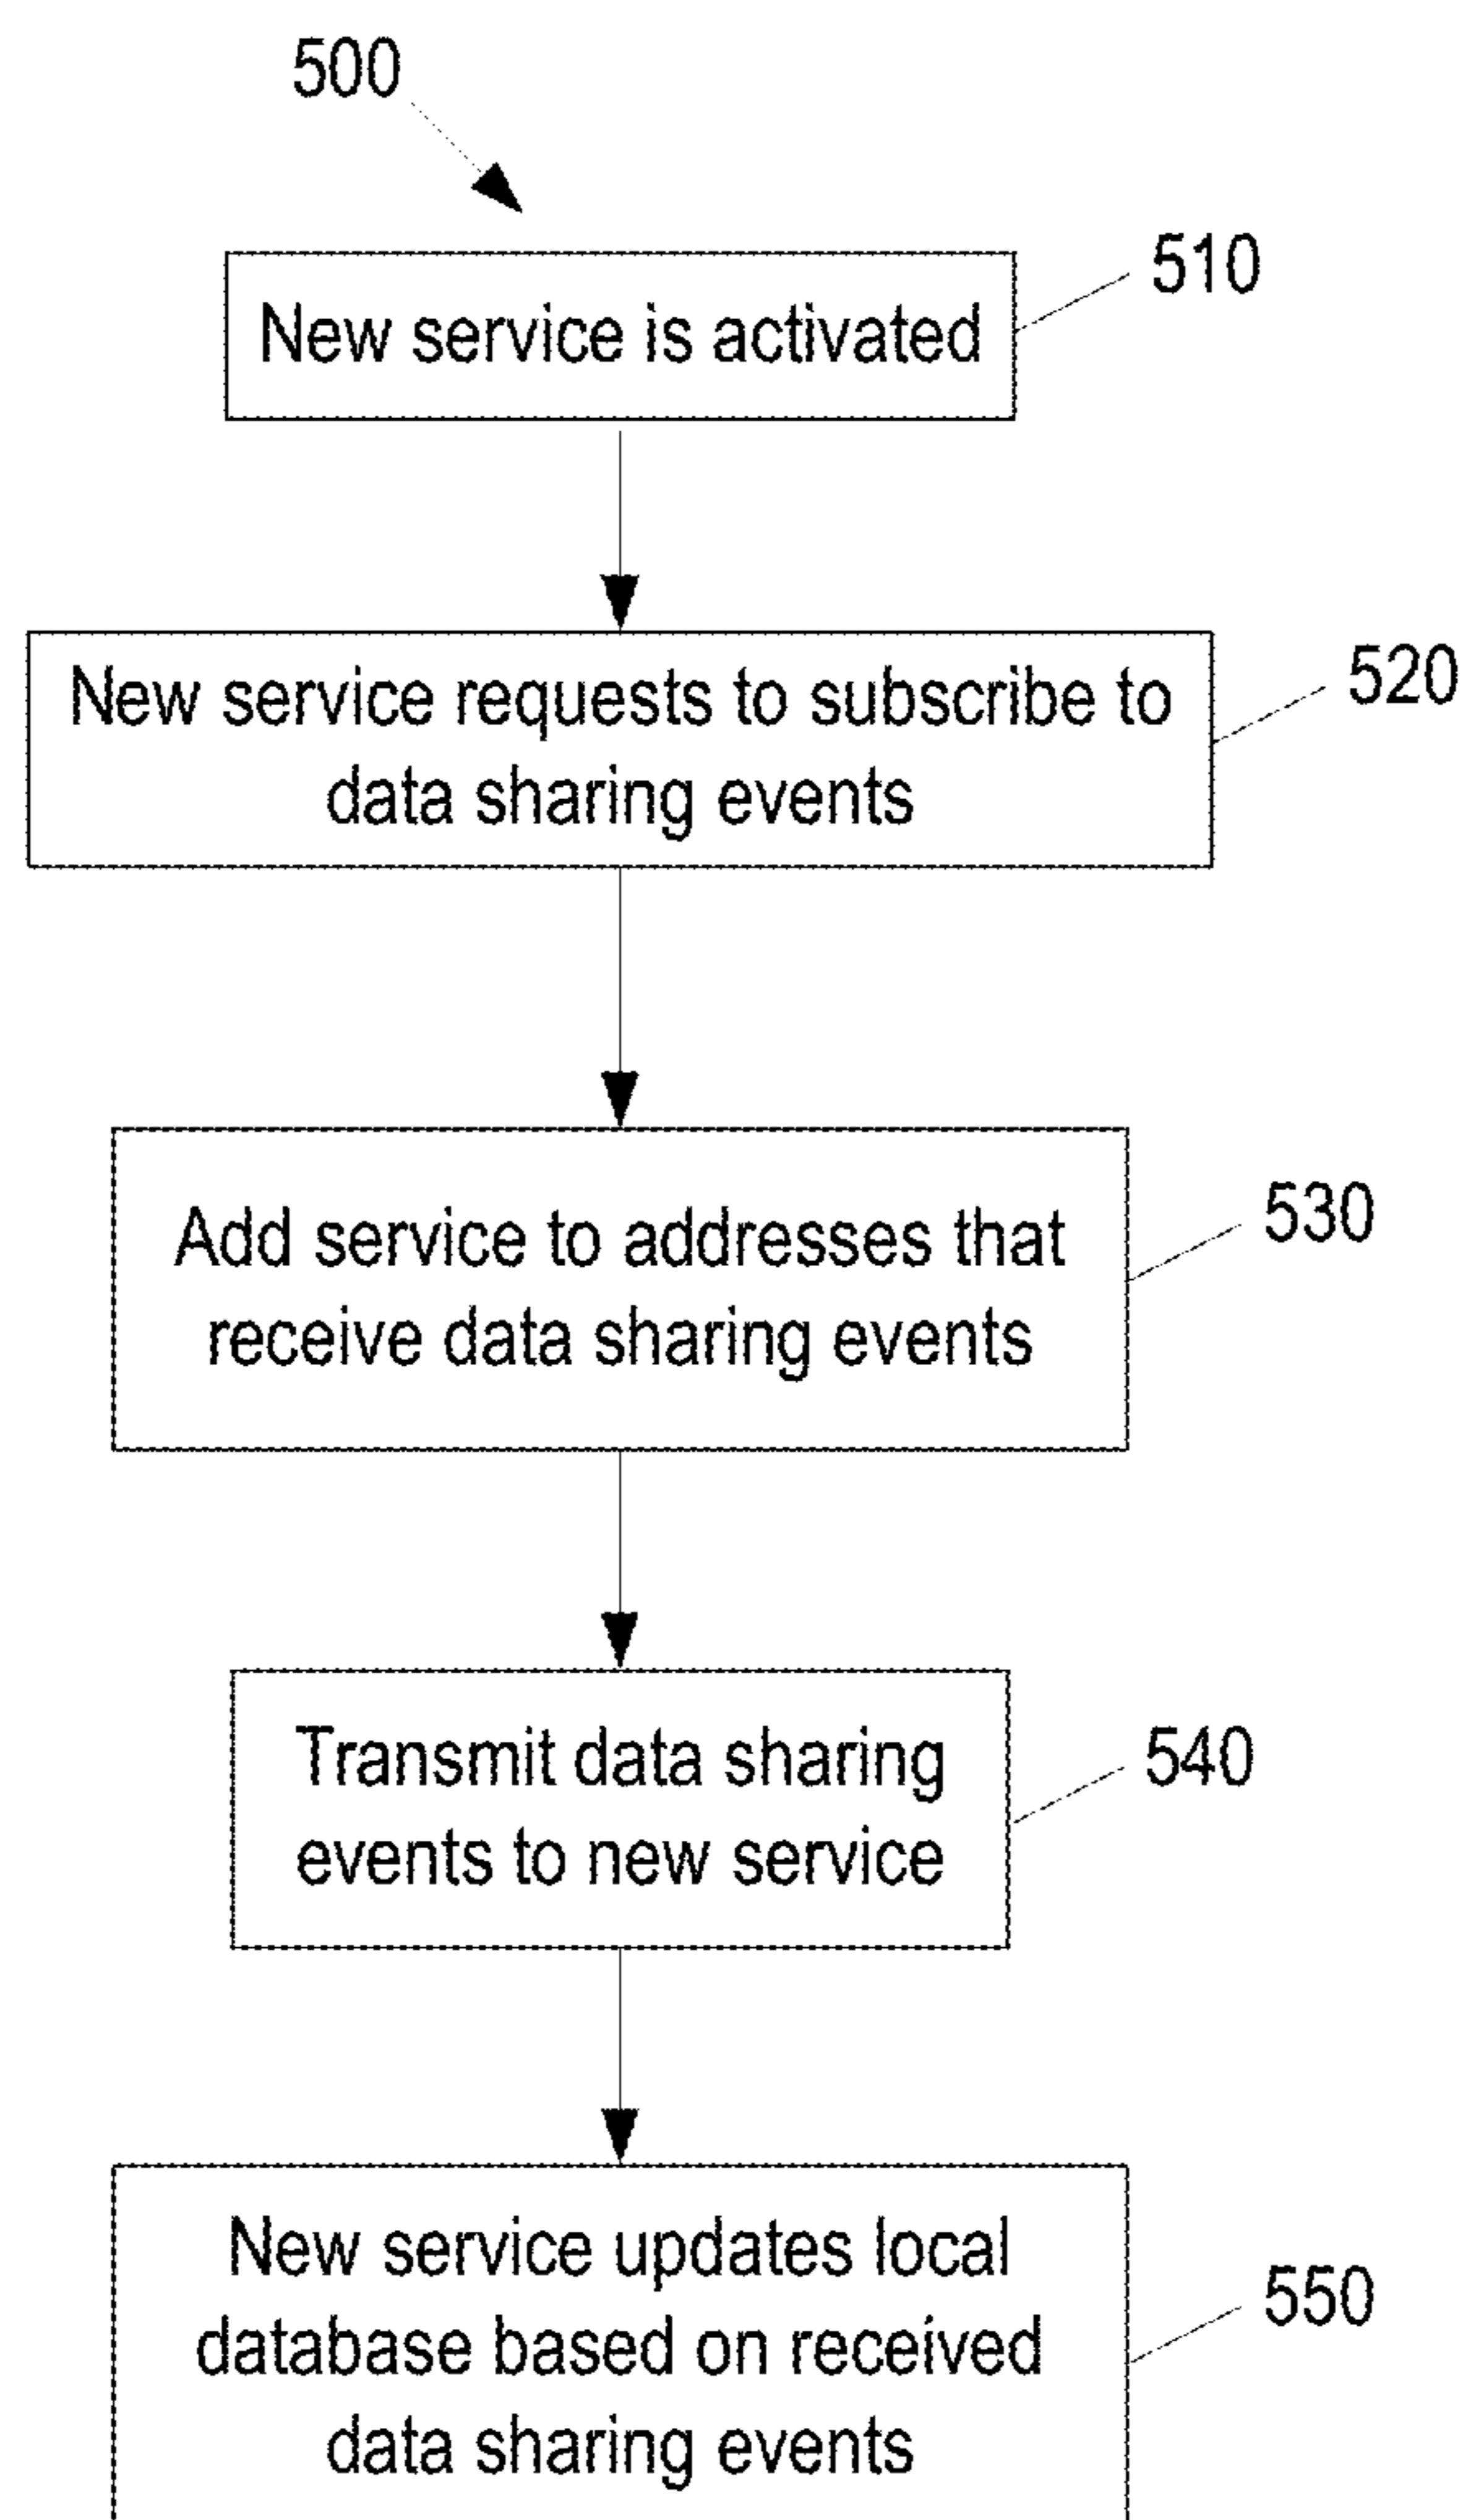 500
510
New service is activated
520
New service requests to subscribe to
data sharing events
530
Add service to addresses that
receive data sharing events
540
Transmit data sharing
events to new service
550
New service updates local
database based on received
data sharing events